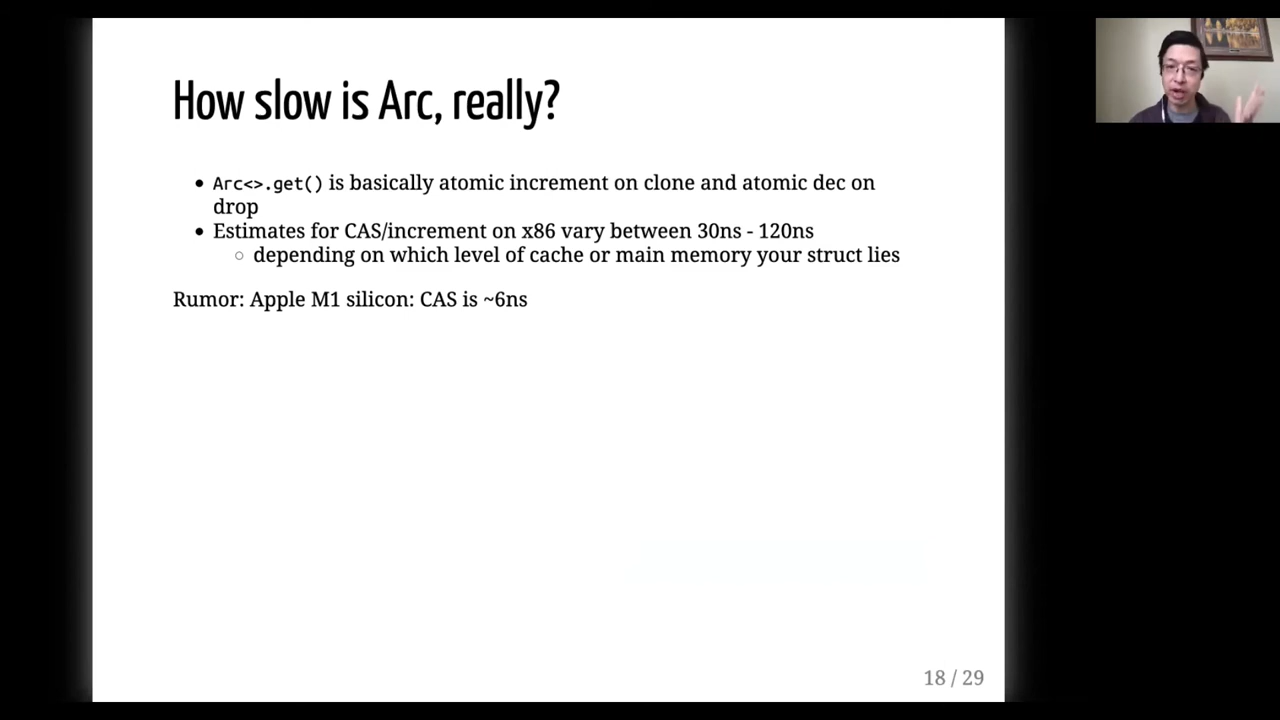 How slow is Arc, really?
• Arc<>.get() is basically atomic increment on clone and atomic dec on
drop
• Estimates for CAS/increment on x86 vary between 30ns - 120ns
○ depending on which level of cache or main memory your struct lies
Rumor: Apple M1 silicon: CAS is ~6ns
18 / 29